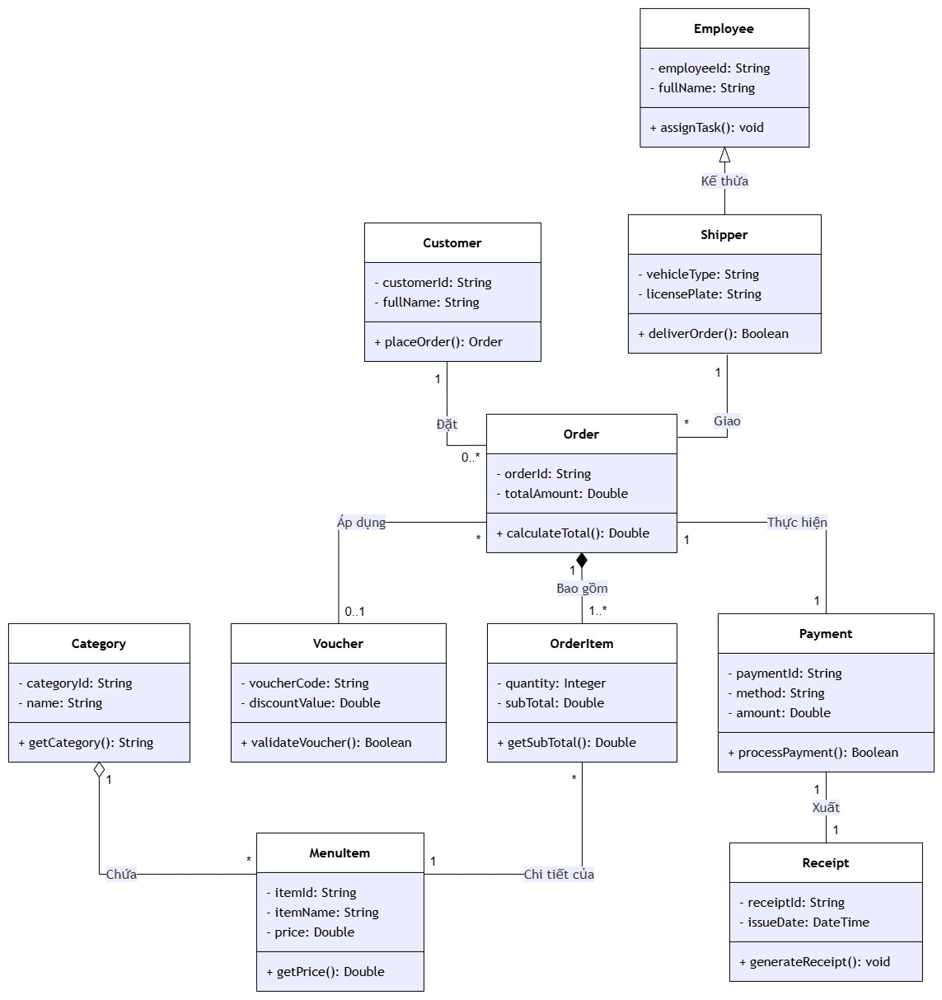 Employee
- employeeId: String
- fullName: String
+ assignTask(): void
Kế thừa
Customer
- customerId: String
- fullName: String
+ placeOrder(): Order
Shipper
- vehicleType: String
- licensePlate: String
+ deliverOrder(): Boolean
1
Đặt
0..*
1
Giao
*
Order
- orderId: String
- totalAmount: Double
+ calculateTotal(): Double
Áp dụng
*
0..1
1
Bao gồm
1..*
Thực hiện
1
1
Category
- categoryId: String
- name: String
+ getCategory(): String
Voucher
- voucherCode: String
- discountValue: Double
+ validateVoucher(): Boolean
OrderItem
- quantity: Integer
- subTotal: Double
+ getSubTotal(): Double
Payment
- paymentId: String
- method: String
- amount: Double
+ processPayment(): Boolean
1
Chứa
*
*
1
Chi tiết của
1
Xuất
1
MenuItem
- itemId: String
- itemName: String
- price: Double
+ getPrice(): Double
Receipt
- receiptId: String
- issueDate: DateTime
+ generateReceipt(): void